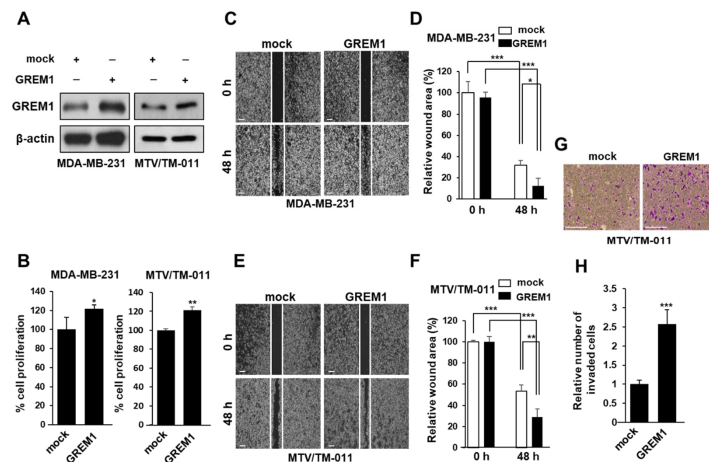 A
mock + – + –
GREM1 – + – +
GREM1
β-actin
MDA-MB-231 MTV/TM-011
B
MDA-MB-231
% cell proliferation
140
120
100
80
60
40
20
0
* 
mock
GREM1
MTV/TM-011
% cell proliferation
140
120
100
80
60
40
20
0
**
mock
GREM1
C
mock GREM1
0 h
48 h
MDA-MB-231
D
MDA-MB-231
mock
GREM1
Relative wound area (%)
120
100
80
60
40
20
0
***
***
*
0 h 48 h
E
mock GREM1
0 h
48 h
MTV/TM-011
F
MTV/TM-011
mock
GREM1
Relative wound area (%)
100
80
60
40
20
0
***
***
**
0 h 48 h
G
mock GREM1
MTV/TM-011
H
Relative number of
invaded cells
3
2.5
2
1.5
1
0.5
0
***
mock
GREM1